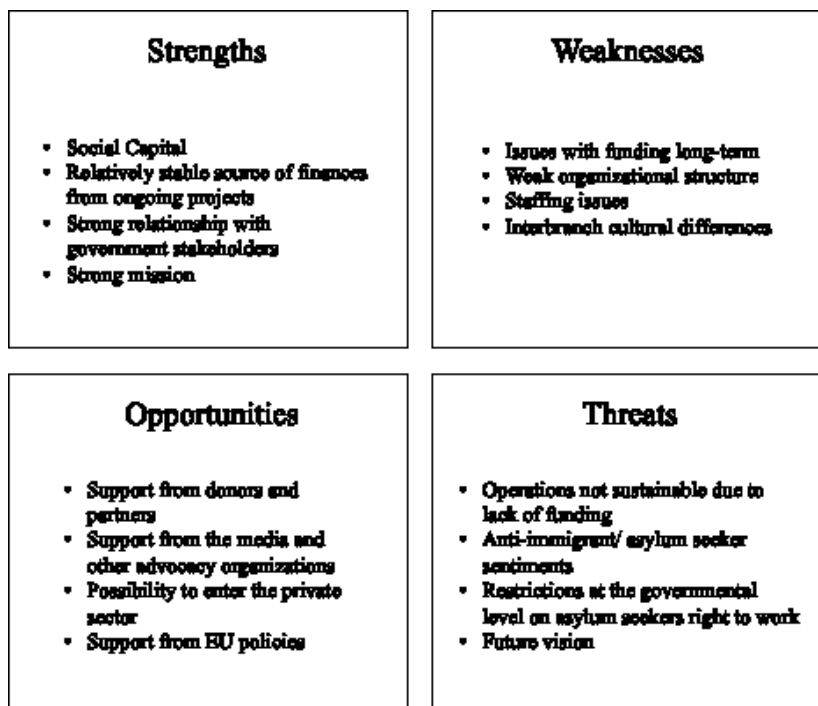 Strengths
• Social Capital
• Relatively stable source of finances
from ongoing projects
• Strong relationship with
government stakeholders
• Strong mission
Weaknesses
• Issues with funding long-term
• Weak organizational structure
• Staffing issues
• Interbranch cultural differences
Opportunities
• Support from donors and
partners
• Support from the media and
other advocacy organizations
• Possibility to enter the private
sector
• Support from EU policies
Threats
• Operations not sustainable due to
lack of funding
• Anti-immigrant/ asylum seeker
sentiments
• Restrictions at the governmental
level on asylum seekers right to work
• Future vision